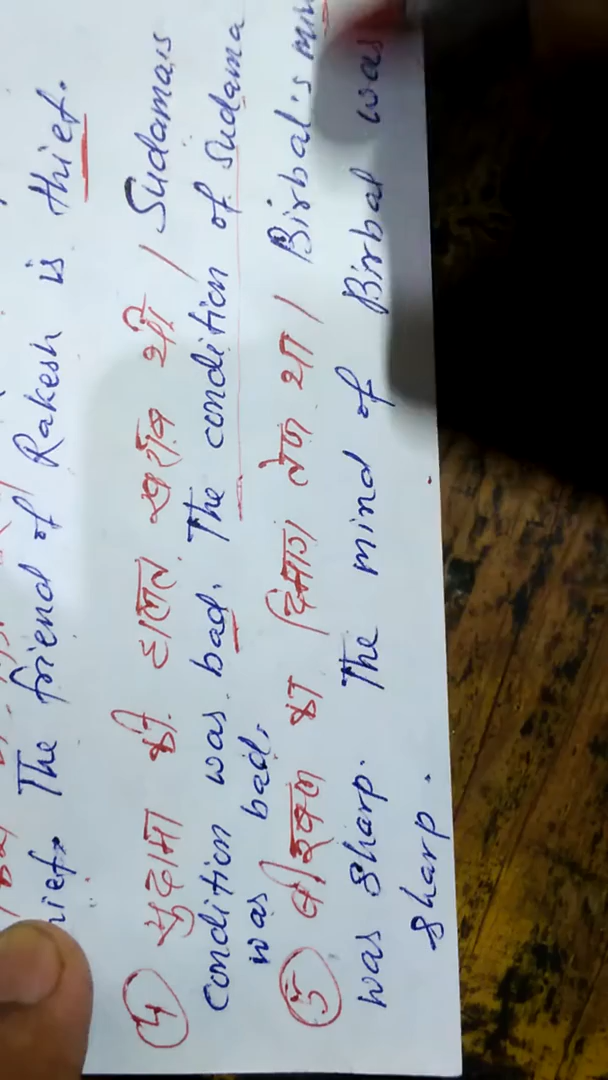 hief. The friend of Rakesh is thief.
④ सुदामा की हालत खराब थी / Sudama's
condition was bad. The condition of Sudama
was bad.
⑤ बीरबल का दिमाग तेज था / Birbal's
was sharp. The mind of Birbal was
sharp.